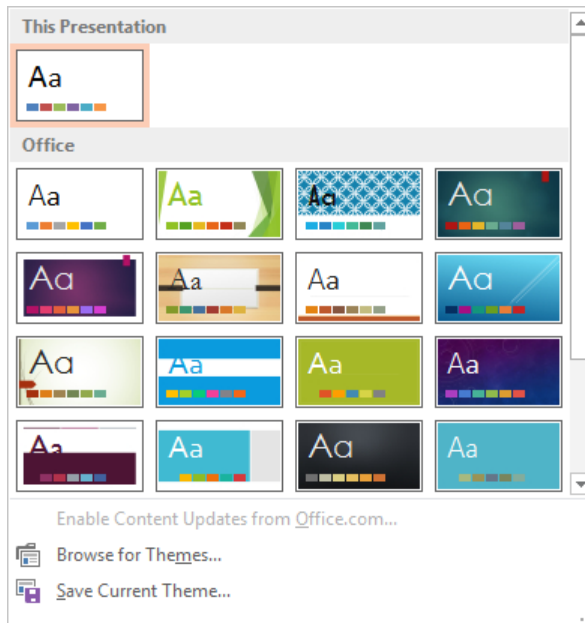 This Presentation
Aa
Office
Aa Aa Aa Aa
Aa Aa Aa Aa
Aa Aa Aa Aa
Aa Aa Aa Aa
Enable Content Updates from Office.com...
Browse for Themes...
Save Current Theme...